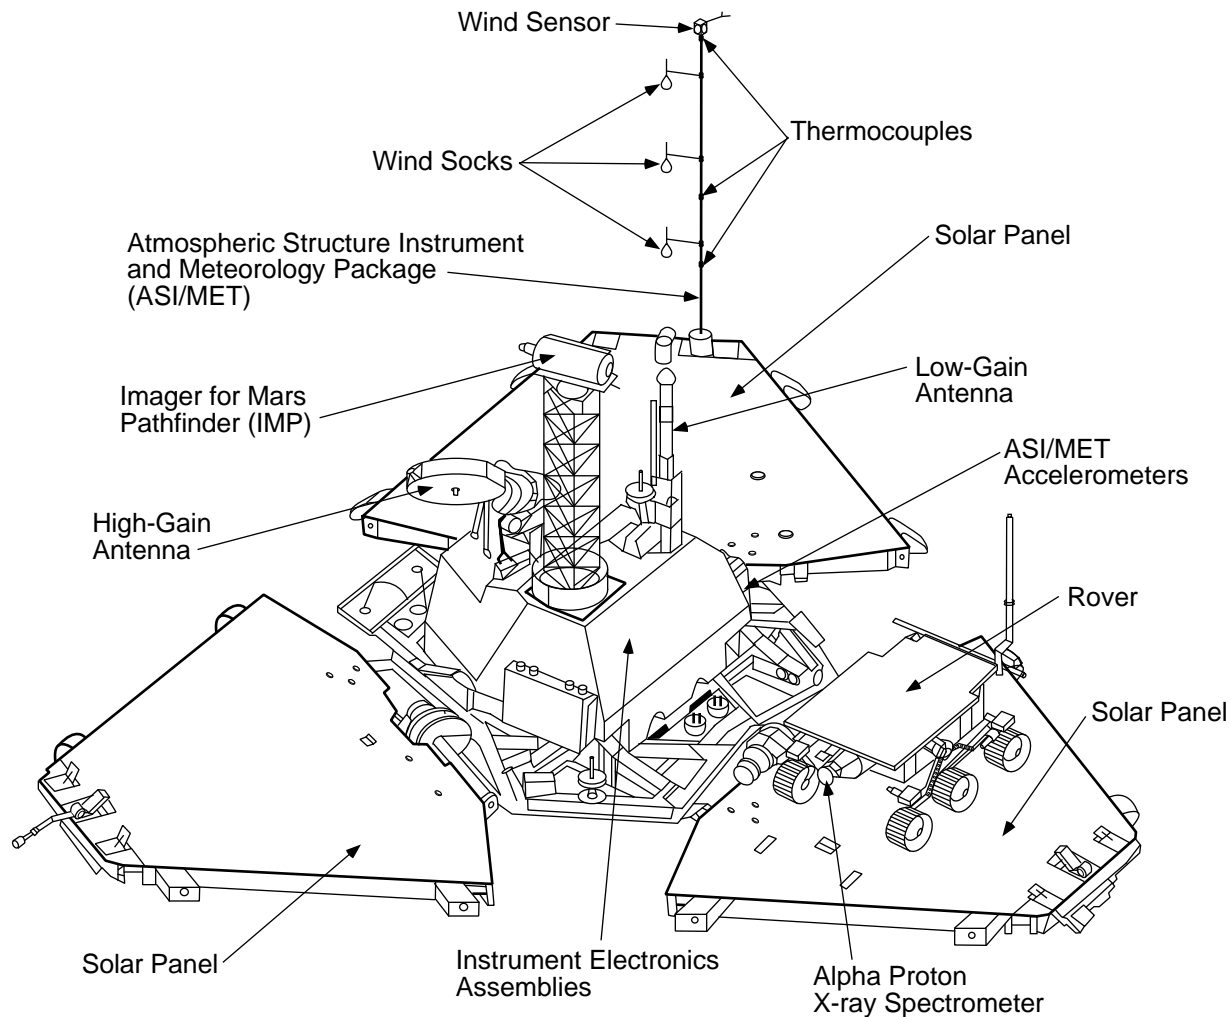 Wind Sensor
Thermocouples
Wind Socks
Solar Panel
Atmospheric Structure Instrument
and Meteorology Package
(ASI/MET)
Low-Gain
Antenna
Imager for Mars
Pathfinder (IMP)
ASI/MET
Accelerometers
High-Gain
Antenna
Rover
Solar Panel
Solar Panel
Instrument Electronics
Assemblies
Alpha Proton
X-ray Spectrometer